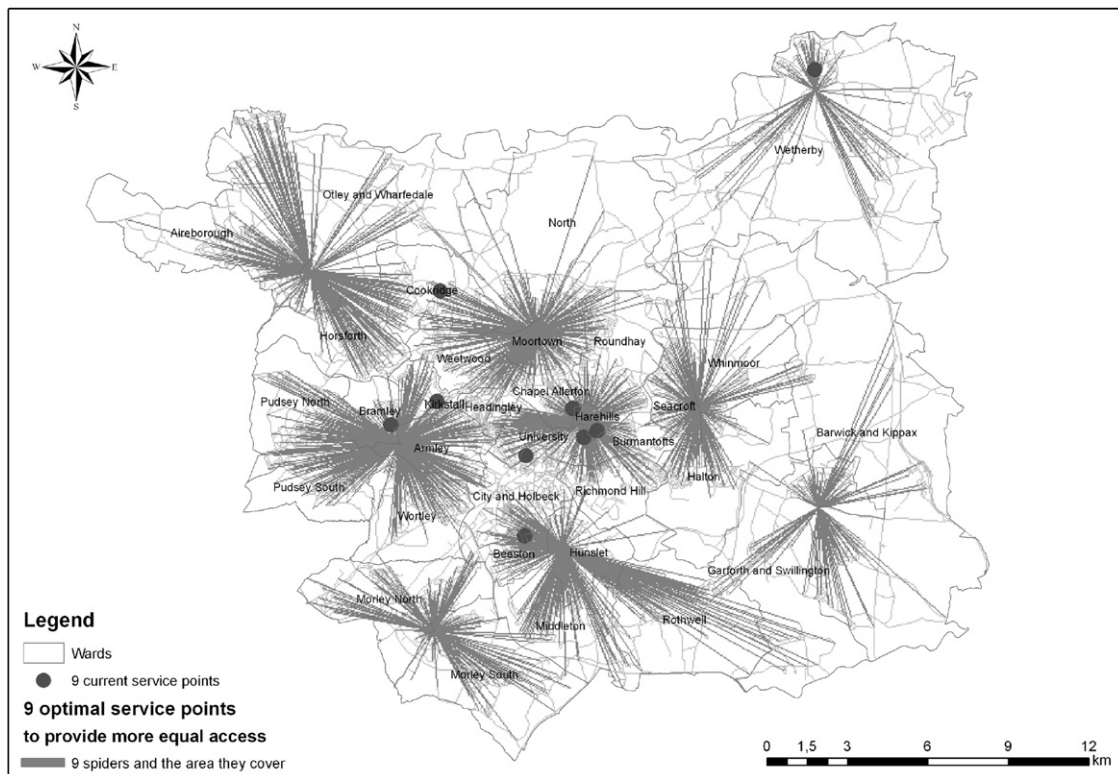 N
W
E
S
Wetherby
Otley and Wharfedale
North
Aireborough
Cookridge
Horsforth
Moortown
Roundhay
Weetwood
Whinmoor
Pudsey North
Bramley
Kirkstall
Headingley
Chapel Allerton
Seacroft
Harehills
University
Burmantofts
Barwick and Kippax
Armley
Pudsey South
Richmond Hill
Halton
City and Holbeck
Wortley
Beeston
Hunslet
Garforth and Swillington
Morley North
Middleton
Rothwell
Morley South
Legend
Wards
9 current service points
9 optimal service points
to provide more equal access
9 spiders and the area they cover
0 1,5 3 6 9 12
km